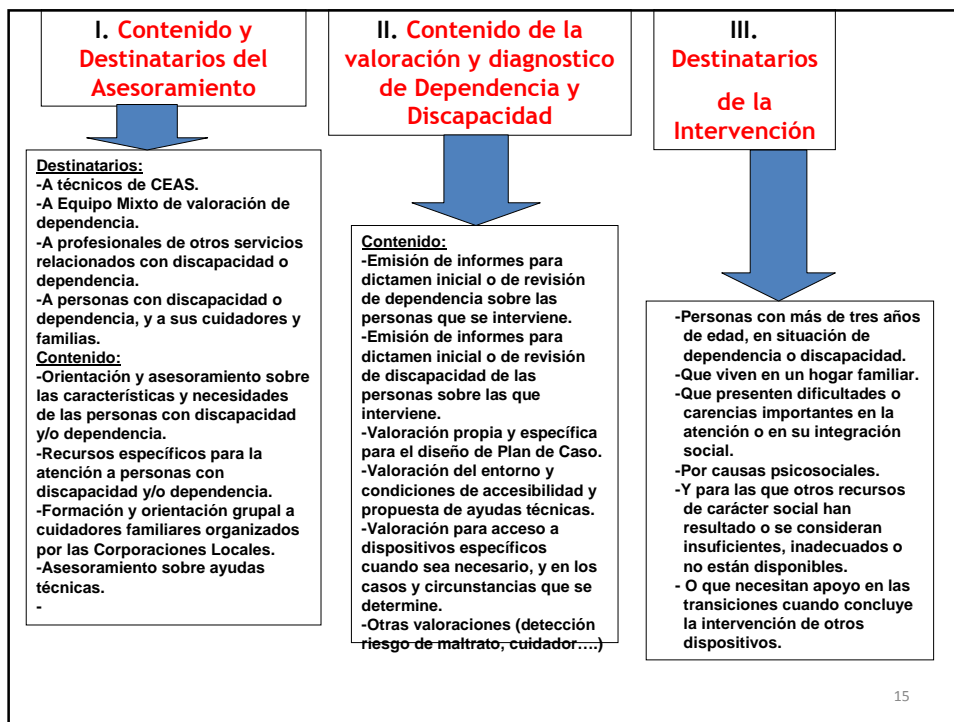 I. Contenido y
Destinatarios del
Asesoramiento
Destinatarios:
-A técnicos de CEAS.
-A Equipo Mixto de valoración de
dependencia.
-A profesionales de otros servicios
relacionados con discapacidad o
dependencia.
-A personas con discapacidad o
dependencia, y a sus cuidadores y
familias.
Contenido:
-Orientación y asesoramiento sobre
las características y necesidades
de las personas con discapacidad
y/o dependencia.
-Recursos específicos para la
atención a personas con
discapacidad y/o dependencia.
-Formación y orientación grupal a
cuidadores familiares organizados
por las Corporaciones Locales.
-Asesoramiento sobre ayudas
técnicas.
-
II. Contenido de la
valoración y diagnostico
de Dependencia y
Discapacidad
Contenido:
-Emisión de informes para
dictamen inicial o de revisión
de dependencia sobre las
personas que se interviene.
-Emisión de informes para
dictamen inicial o de revisión
de discapacidad de las
personas sobre las que
interviene.
-Valoración propia y específica
para el diseño de Plan de Caso.
-Valoración del entorno y
condiciones de accesibilidad y
propuesta de ayudas técnicas.
-Valoración para acceso a
dispositivos específicos
cuando sea necesario, y en los
casos y circunstancias que se
determine.
-Otras valoraciones (detección
riesgo de maltrato, cuidador....)
III.
Destinatarios
de la
Intervención
-Personas con más de tres años
de edad, en situación de
dependencia o discapacidad.
-Que viven en un hogar familiar.
-Que presenten dificultades o
carencias importantes en la
atención o en su integración
social.
-Por causas psicosociales.
-Y para las que otros recursos
de carácter social han
resultado o se consideran
insuficientes, inadecuados o
no están disponibles.
- O que necesitan apoyo en las
transiciones cuando concluye
la intervención de otros
dispositivos.
15